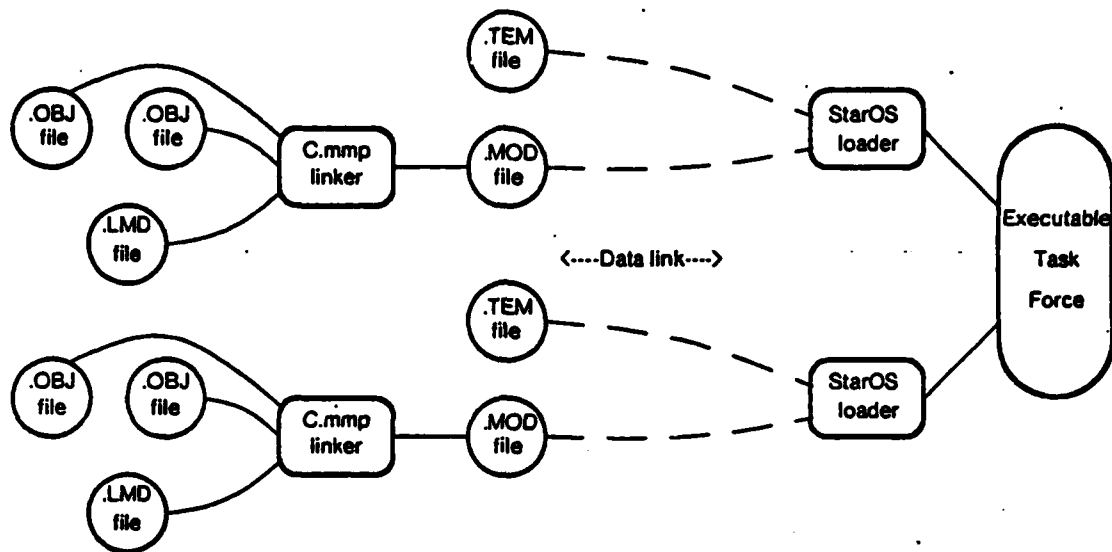 .TEM
file
.OBJ
file
.OBJ
file
C.mmp
linker
.MOD
file
StarOS
loader
.LMD
file
Executable
Task
Force
<----Data link---->
.TEM
file
.OBJ
file
.OBJ
file
C.mmp
linker
.MOD
file
StarOS
loader
.LMD
file